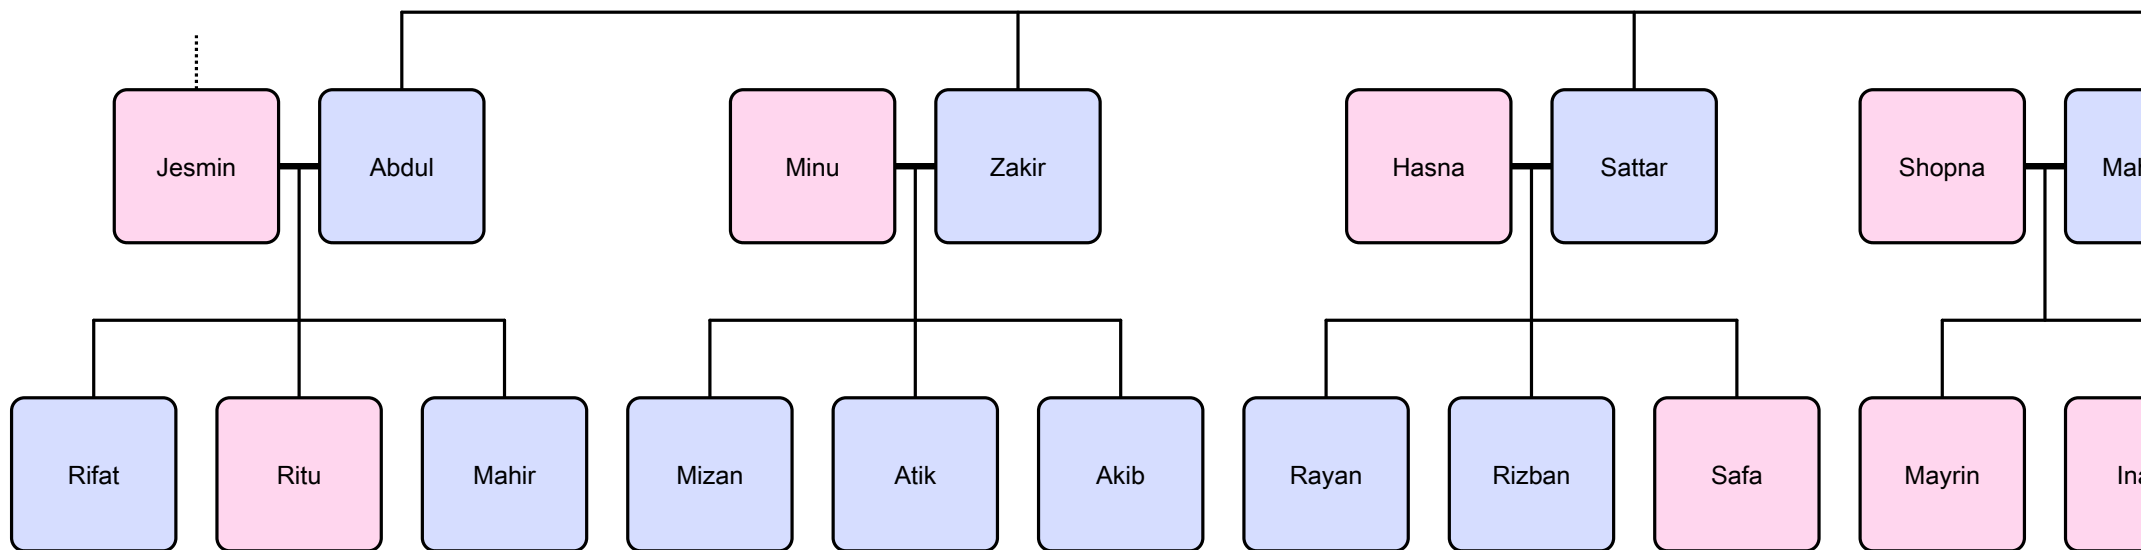 Jesmin
Abdul
Minu
Zakir
Hasna
Sattar
Shopna
Rifat
Ritu
Mahir
Mizan
Atik
Akib
Rayan
Rizban
Safa
Mayrin